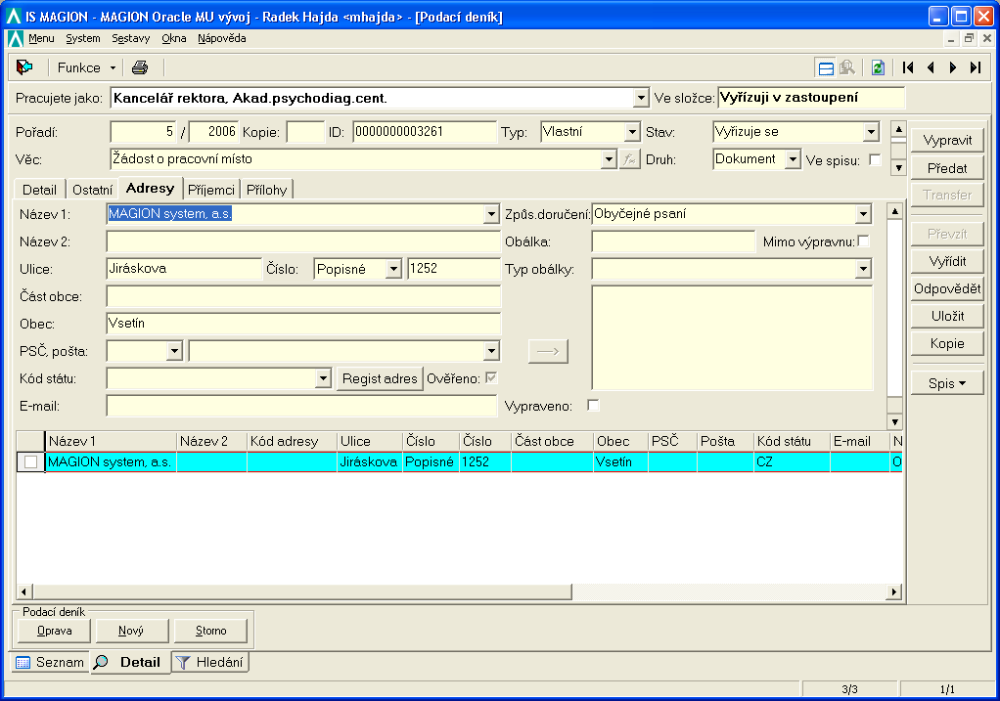 IS MAGION - MAGION Oracle MU vývoj - Radek Hajda <mhajda> - [Podací deník]
Menu System Sestavy Okna Nápověda
Funkce
Pracujete jako: Kancelář rektora, Akad.psychodiag.cent. Ve složce: Vyřízuji v zastoupení
Pořadí: 5 / 2006 Kopie: ID: 0000000003261 Typ: Vlastní Stav: Vyřizuje se
Věc: Žádost o pracovní místo Druh: Dokument Ve spisu:
Detail Ostatní Adresy Příjemci Přílohy
Název 1: MAGION system, a.s. Způs.doručení: Obyčejné psaní
Název 2: Obálka: Mimo výpravnu:
Ulice: Jiráskova Číslo: Popisné 1252 Typ obálky:
Část obce:
Obec: Vsetín
PSČ, pošta: -->
Kód státu: Regist adres Ověřeno:
E-mail: Vypraveno:
Vypravit
Předat
Transfer
Převzít
Vyřídit
Odpovědět
Uložit
Kopie
Spis
Název 1 Název 2 Kód adresy Ulice Číslo Číslo Část obce Obec PSČ Pošta Kód státu E-mail N
MAGION system, a.s. Jiráskova Popisné 1252 Vsetín CZ O
Podací deník
Oprava Nový Storno
Seznam Detail Hledání
3/3 1/1